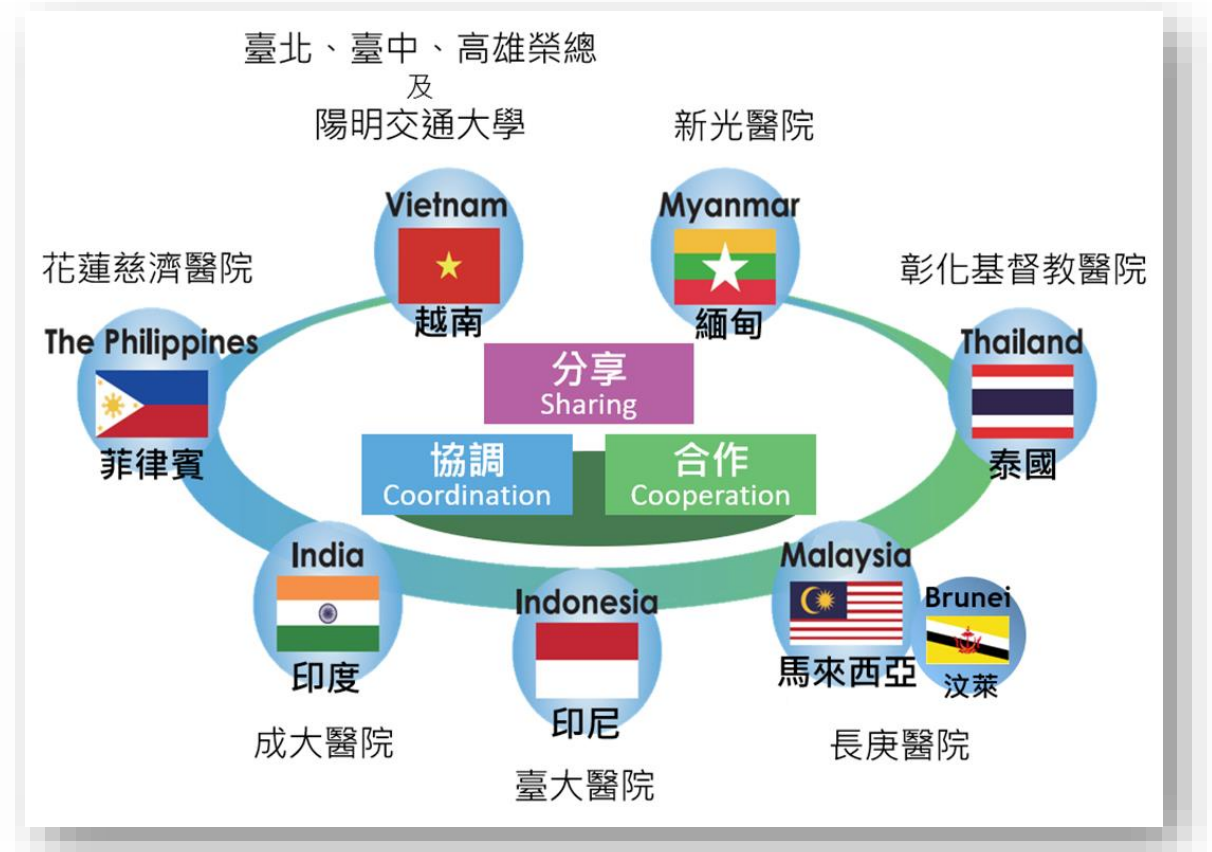 臺北、臺中、高雄榮總
及
陽明交通大學
新光醫院
Vietnam
越南
Myanmar
緬甸
花蓮慈濟醫院
彰化基督教醫院
The Philippines
菲律賓
Thailand
泰國
分享
Sharing
協調
Coordination
合作
Cooperation
India
印度
成大醫院
Indonesia
印尼
臺大醫院
Malaysia
馬來西亞
Brunei
汶萊
長庚醫院